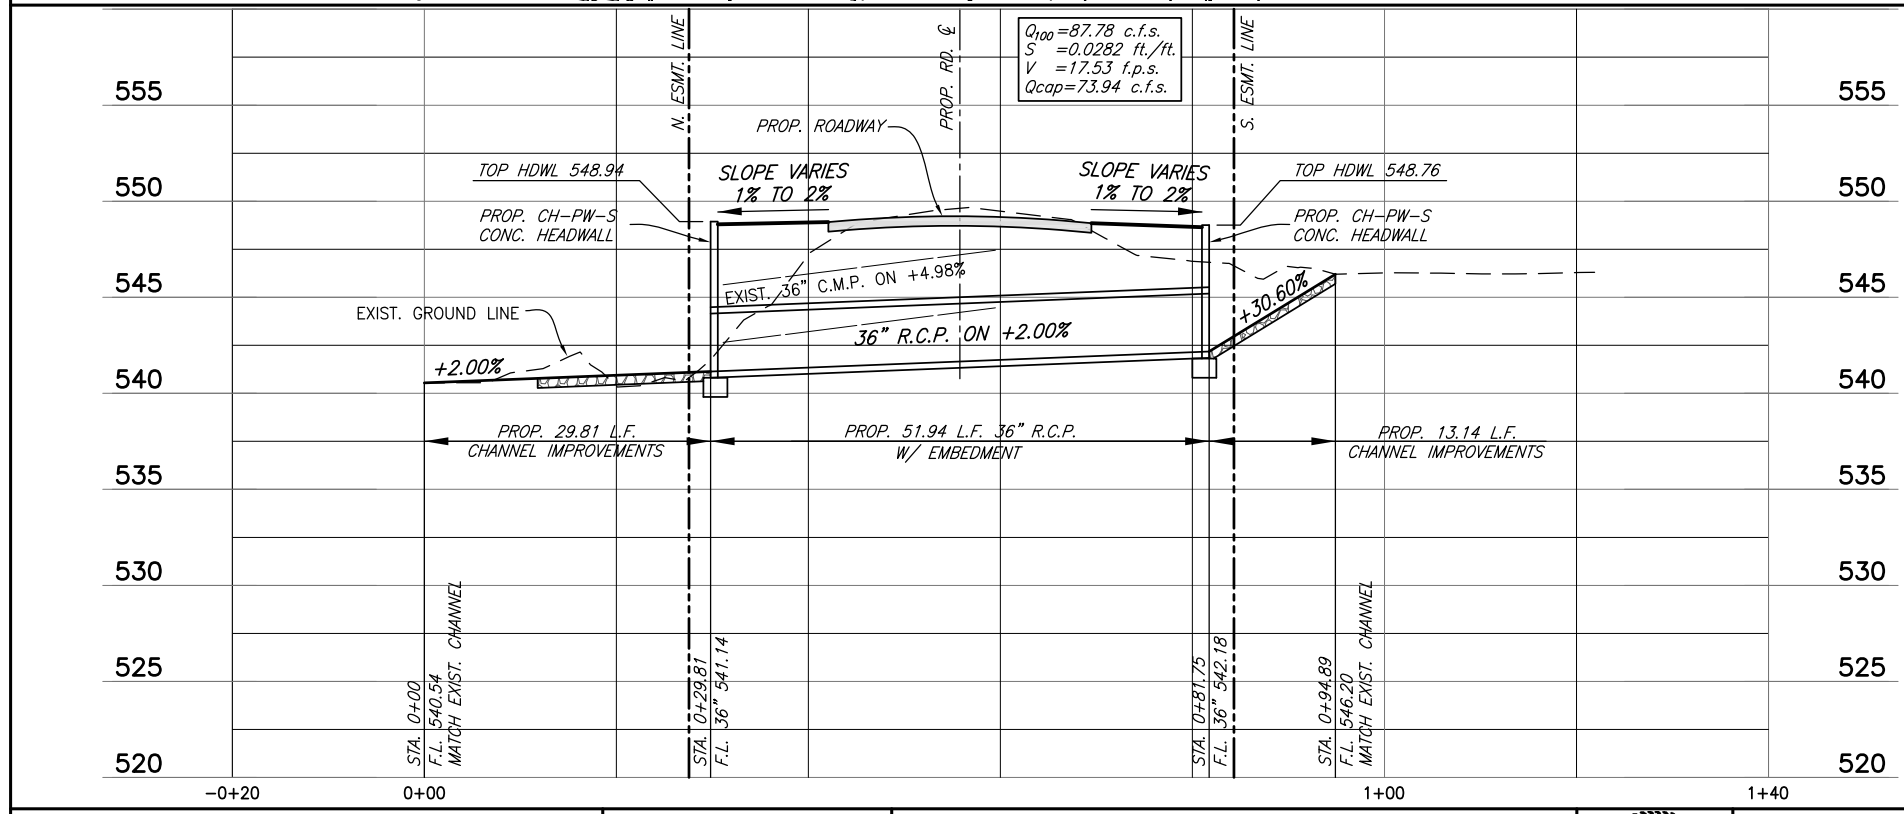 Q100 =87.78 c.f.s.
S =0.0282 ft./ft.
V =17.53 f.p.s.
Qcap=73.94 c.f.s.
N. ESMT. LINE
PROP. RD. ℄
S. ESMT. LINE
555
555
PROP. ROADWAY
TOP HDWL 548.94
SLOPE VARIES
1% TO 2%
SLOPE VARIES
1% TO 2%
TOP HDWL 548.76
550
550
PROP. CH-PW-S
CONC. HEADWALL
PROP. CH-PW-S
CONC. HEADWALL
EXIST. 36" C.M.P. ON +4.98%
545
545
EXIST. GROUND LINE
36" R.C.P. ON +2.00%
+30.60%
+2.00%
540
540
PROP. 29.81 L.F.
CHANNEL IMPROVEMENTS
PROP. 51.94 L.F. 36" R.C.P.
W/ EMBEDMENT
PROP. 13.14 L.F.
CHANNEL IMPROVEMENTS
535
535
530
530
525
525
520
520
STA. 0+00
F.L. 540.54
MATCH EXIST. CHANNEL
STA. 0+29.81
F.L. 36" 541.14
STA. 0+81.75
F.L. 36" 542.18
STA. 0+94.89
F.L. 546.20
MATCH EXIST. CHANNEL
-0+20
0+00
1+00
1+40